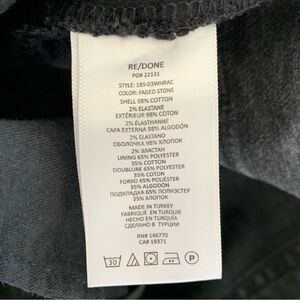 RE/DONE
PO# 22131
STYLE: 189-03WHRAC
COLOR: FADED STONE
SHELL 98% COTTON
2% ELASTANE
EXTÉRIEUR 98% COTON
2% ÉLASTHANNE
CAPA EXTERNA 98% ALGODÓN
2% ELASTANO
ОБОЛОЧКА 98% ХЛОПОК
2% ЭЛАСТАН
LINING 65% POLYESTER
35% COTTON
DOUBLURE 65% POLYESTER
35% COTON
FORRO 65% POLIÉSTER
35% ALGODÓN
ПОДКЛАДКА 65% ПОЛИЭСТЕР
35% ХЛОПОК
MADE IN TURKEY
FABRIQUÉ EN TURQUIE
HECHO EN TURQUÍA
СДЕЛАНО В ТУРЦИИ
RN# 146770
CA# 19371
30 P